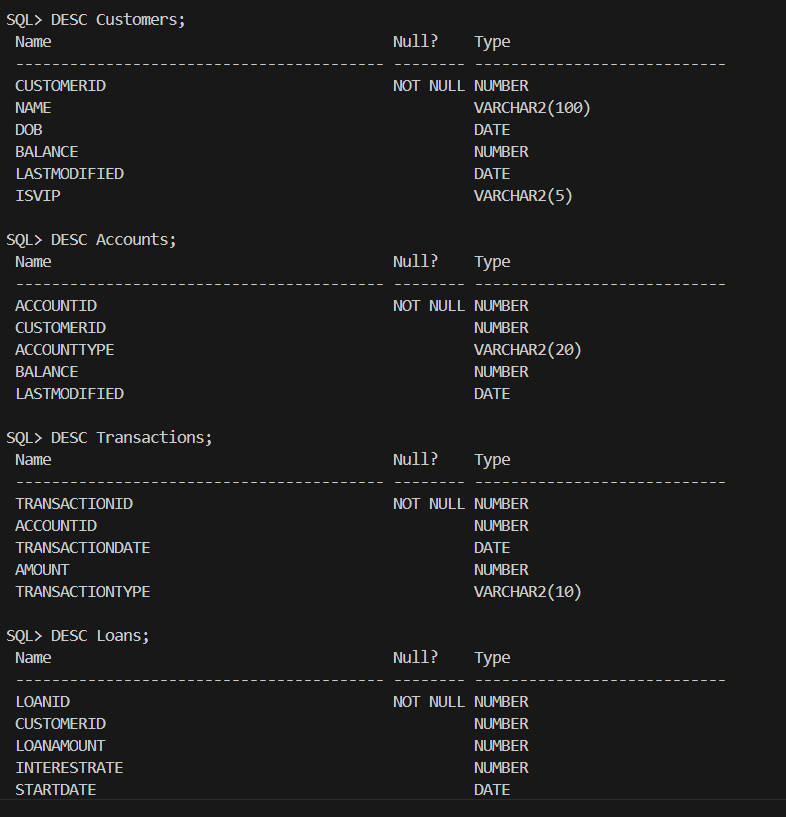 SQL> DESC Customers;
 Name                                      Null?    Type
 ----------------------------------------- -------- ----------------------------
 CUSTOMERID                                NOT NULL NUMBER
 NAME                                               VARCHAR2(100)
 DOB                                                DATE
 BALANCE                                            NUMBER
 LASTMODIFIED                                       DATE
 ISVIP                                              VARCHAR2(5)

SQL> DESC Accounts;
 Name                                      Null?    Type
 ----------------------------------------- -------- ----------------------------
 ACCOUNTID                                 NOT NULL NUMBER
 CUSTOMERID                                         NUMBER
 ACCOUNTTYPE                                        VARCHAR2(20)
 BALANCE                                            NUMBER
 LASTMODIFIED                                       DATE

SQL> DESC Transactions;
 Name                                      Null?    Type
 ----------------------------------------- -------- ----------------------------
 TRANSACTIONID                             NOT NULL NUMBER
 ACCOUNTID                                          NUMBER
 TRANSACTIONDATE                                    DATE
 AMOUNT                                             NUMBER
 TRANSACTIONTYPE                                    VARCHAR2(10)

SQL> DESC Loans;
 Name                                      Null?    Type
 ----------------------------------------- -------- ----------------------------
 LOANID                                    NOT NULL NUMBER
 CUSTOMERID                                         NUMBER
 LOANAMOUNT                                         NUMBER
 INTERESTRATE                                       NUMBER
 STARTDATE                                          DATE